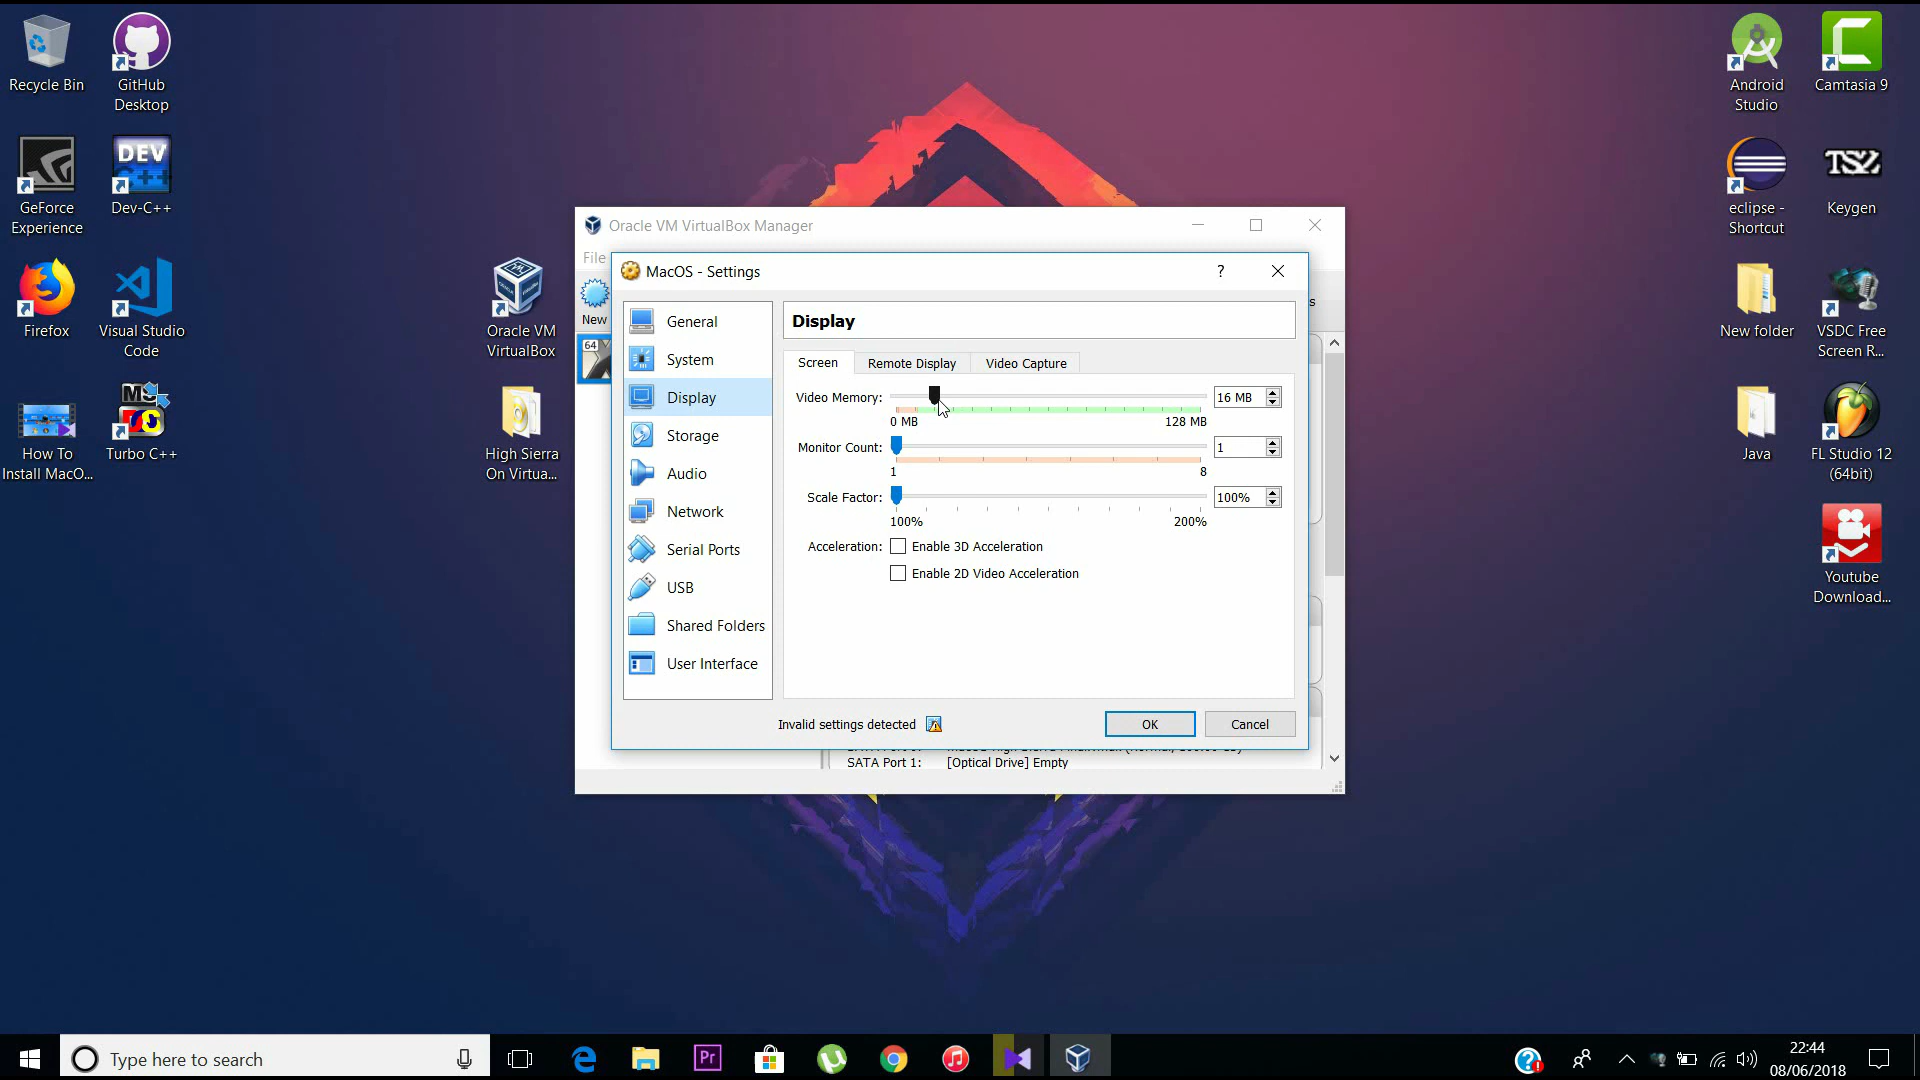 Recycle Bin
GitHub
Desktop
GeForce
Experience
DEV
C++
Dev-C++
Firefox
Visual Studio
Code
How To
Install MacO...
MS
DOS
Turbo C++
Oracle VM
VirtualBox
High Sierra
On Virtua...
Android
Studio
Camtasia 9
eclipse -
Shortcut
Keygen
New folder
VSDC Free
Screen R...
Java
FL Studio 12
(64bit)
Youtube
Download...
Oracle VM VirtualBox Manager
File
New
64
MacOS - Settings
?
General
System
Display
Storage
Audio
Network
Serial Ports
USB
Shared Folders
User Interface
Display
Screen
Remote Display
Video Capture
Video Memory:
16 MB
0 MB
128 MB
Monitor Count:
1
1
8
Scale Factor:
100%
100%
200%
Acceleration:
Enable 3D Acceleration
Enable 2D Video Acceleration
Invalid settings detected
OK
Cancel
SATA Port 1:
[Optical Drive] Empty
Type here to search
Pr
22:44
08/06/2018